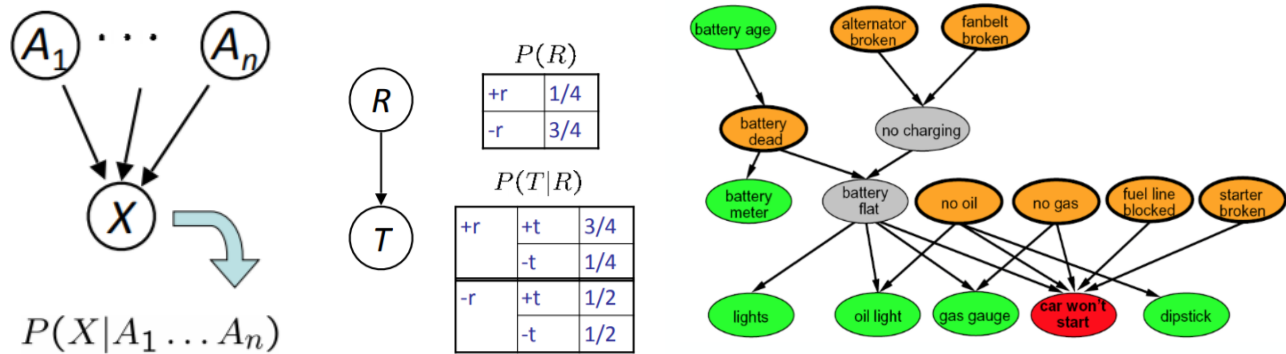 A1 ... An
X
P(X|A1 ... An)
R
T
P(R)
+r 1/4
-r 3/4
P(T|R)
+r +t 3/4
-t 1/4
-r +t 1/2
-t 1/2
battery age
alternator
broken
fanbelt
broken
battery
dead
no charging
battery
meter
battery
flat
no oil
no gas
fuel line
blocked
starter
broken
lights
oil light
gas gauge
car won't
start
dipstick